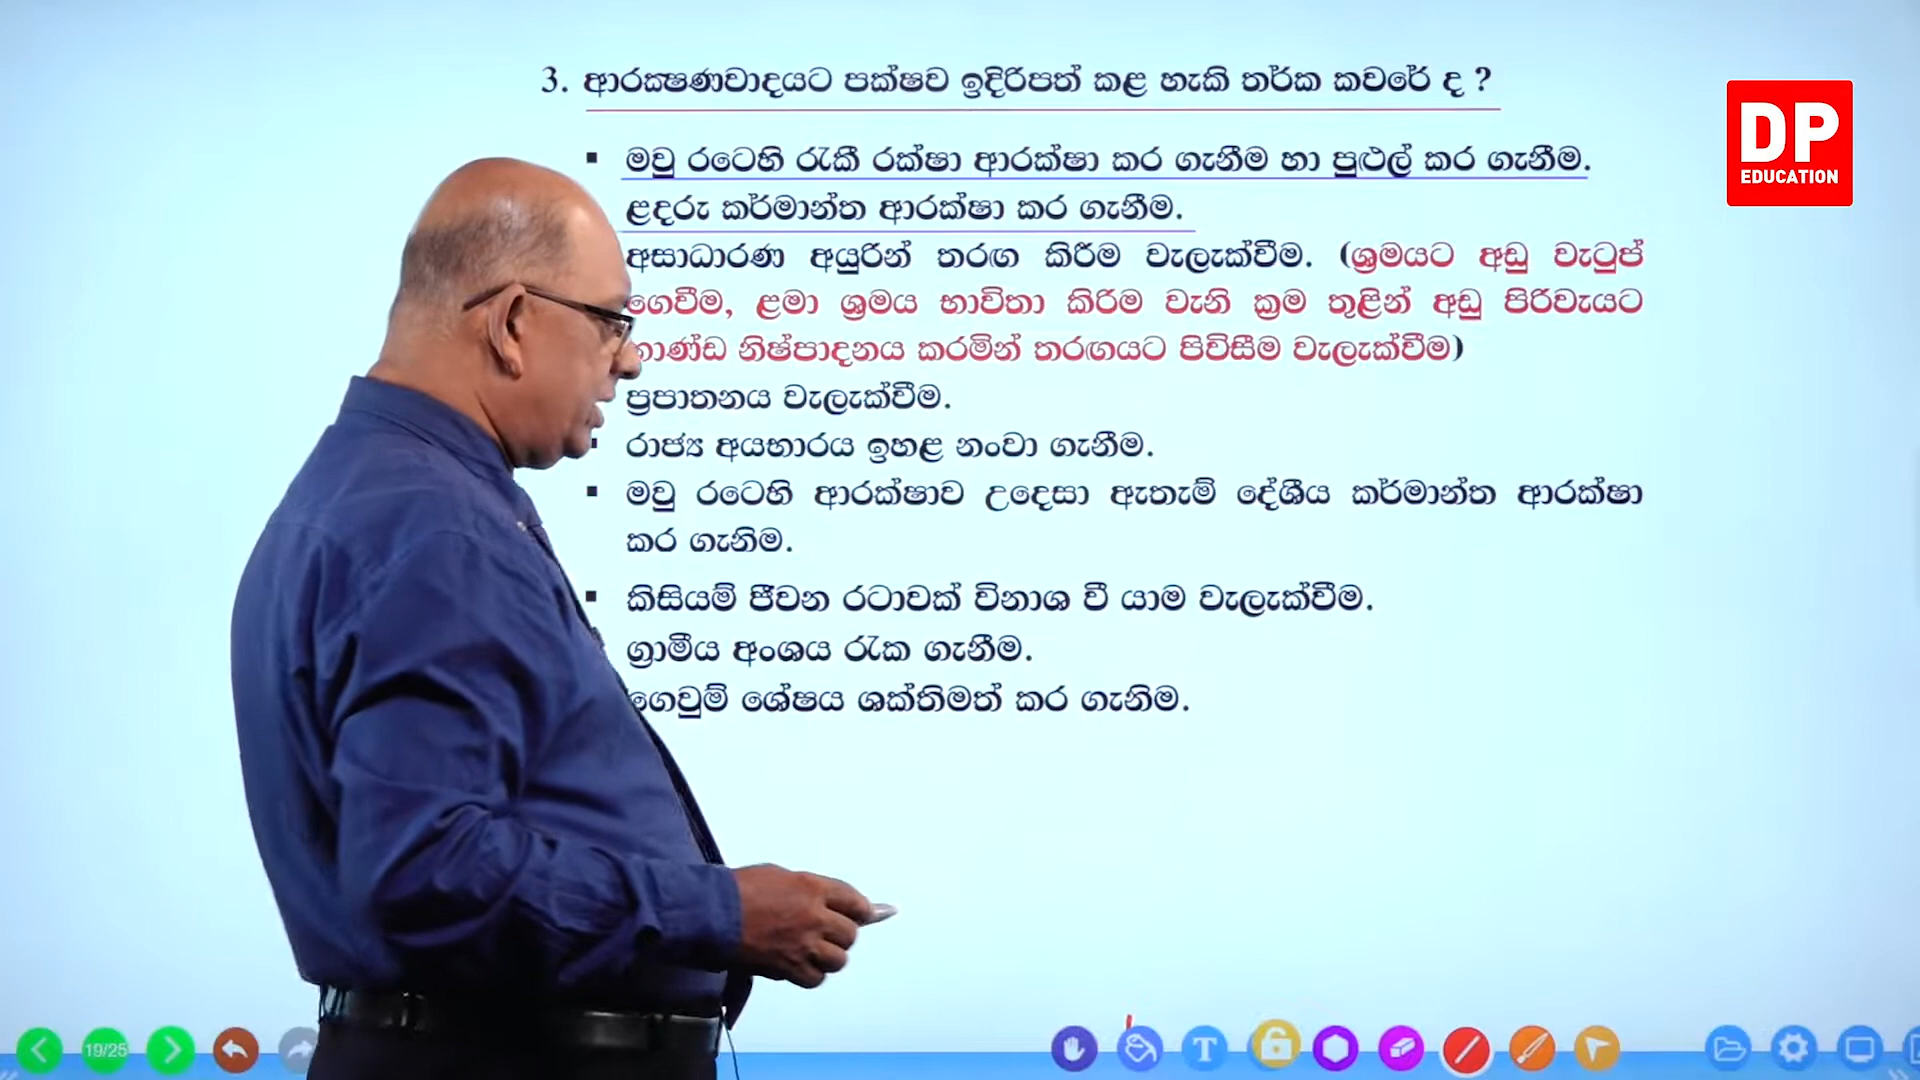 3. ආරක්‍ෂණවාදයට පක්ෂව ඉදිරිපත් කළ හැකි තර්ක කවරේ ද ?
▪ මවු රටෙහි රැකී රක්ෂා ආරක්ෂා කර ගැනීම හා පුළුල් කර ගැනීම.
ළදරු කර්මාන්ත ආරක්ෂා කර ගැනීම.
අසාධාරණ අයුරින් තරඟ කිරීම වැලැක්වීම. (ශ්‍රමයට අඩු වැටුප්
ගෙවීම, ළමා ශ්‍රමය භාවිතා කිරීම වැනි ක්‍රම තුළින් අඩු පිරිවැයට
නිෂ්පාදනය කරමින් තරඟයට පිවිසීම වැලැක්වීම)
ප්‍රපාතනය වැලැක්වීම.
▪ රාජ්‍ය අයභාරය ඉහළ නංවා ගැනීම.
▪ මවු රටෙහි ආරක්ෂාව උදෙසා ඇතැම් දේශීය කර්මාන්ත ආරක්ෂා
කර ගැනිම.
▪ කිසියම් ජීවන රටාවක් විනාශ වී යාම වැලැක්වීම.
ග්‍රාමීය අංශය රැක ගැනීම.
ගෙවුම් ශේෂය ශක්තිමත් කර ගැනිම.
DP
EDUCATION
19/25
T